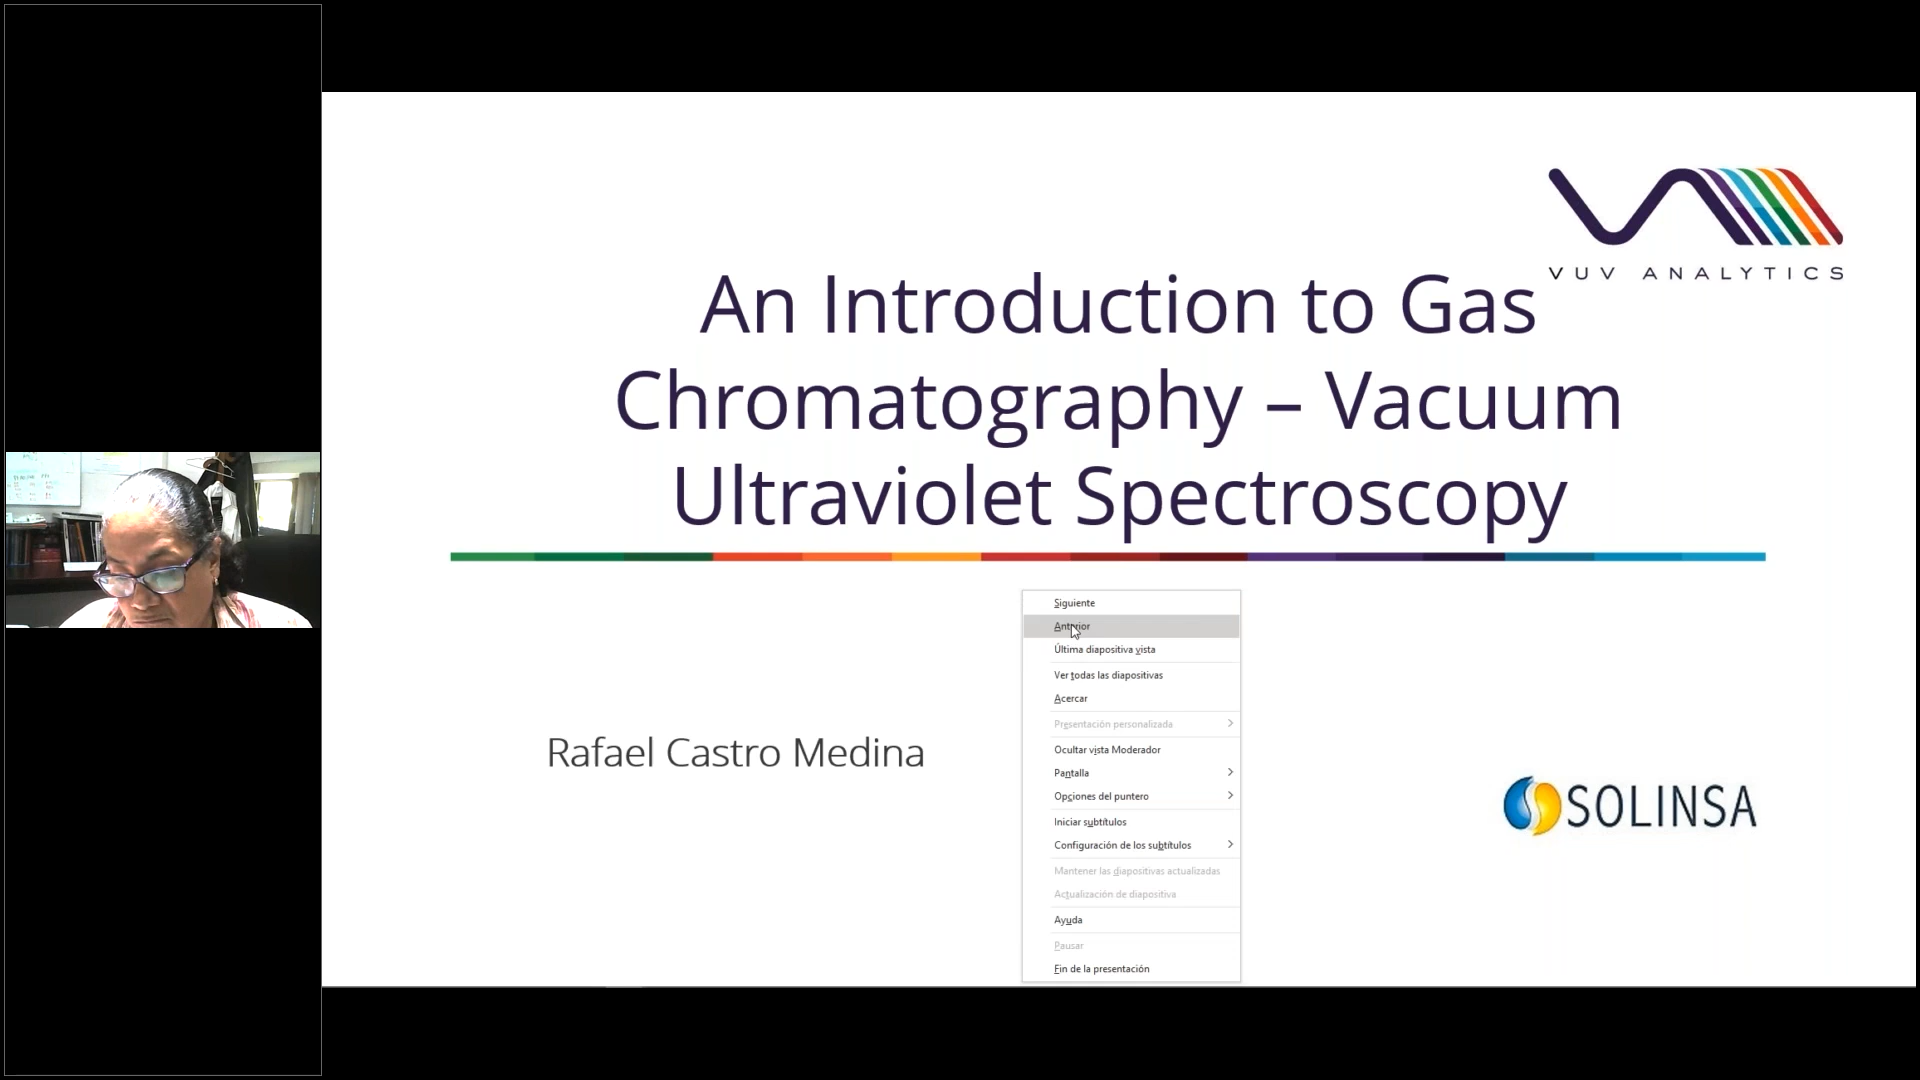 VUV ANALYTICS
An Introduction to Gas
Chromatography – Vacuum
Ultraviolet Spectroscopy
Siguiente
Anterior
Última diapositiva vista
Ver todas las diapositivas
Acercar
Presentación personalizada
Ocultar vista Moderador
Pantalla
Opciones del puntero
Iniciar subtítulos
Configuración de los subtítulos
Mantener las diapositivas actualizadas
Actualización de diapositiva
Ayuda
Pausar
Fin de la presentación
Rafael Castro Medina
SOLINSA